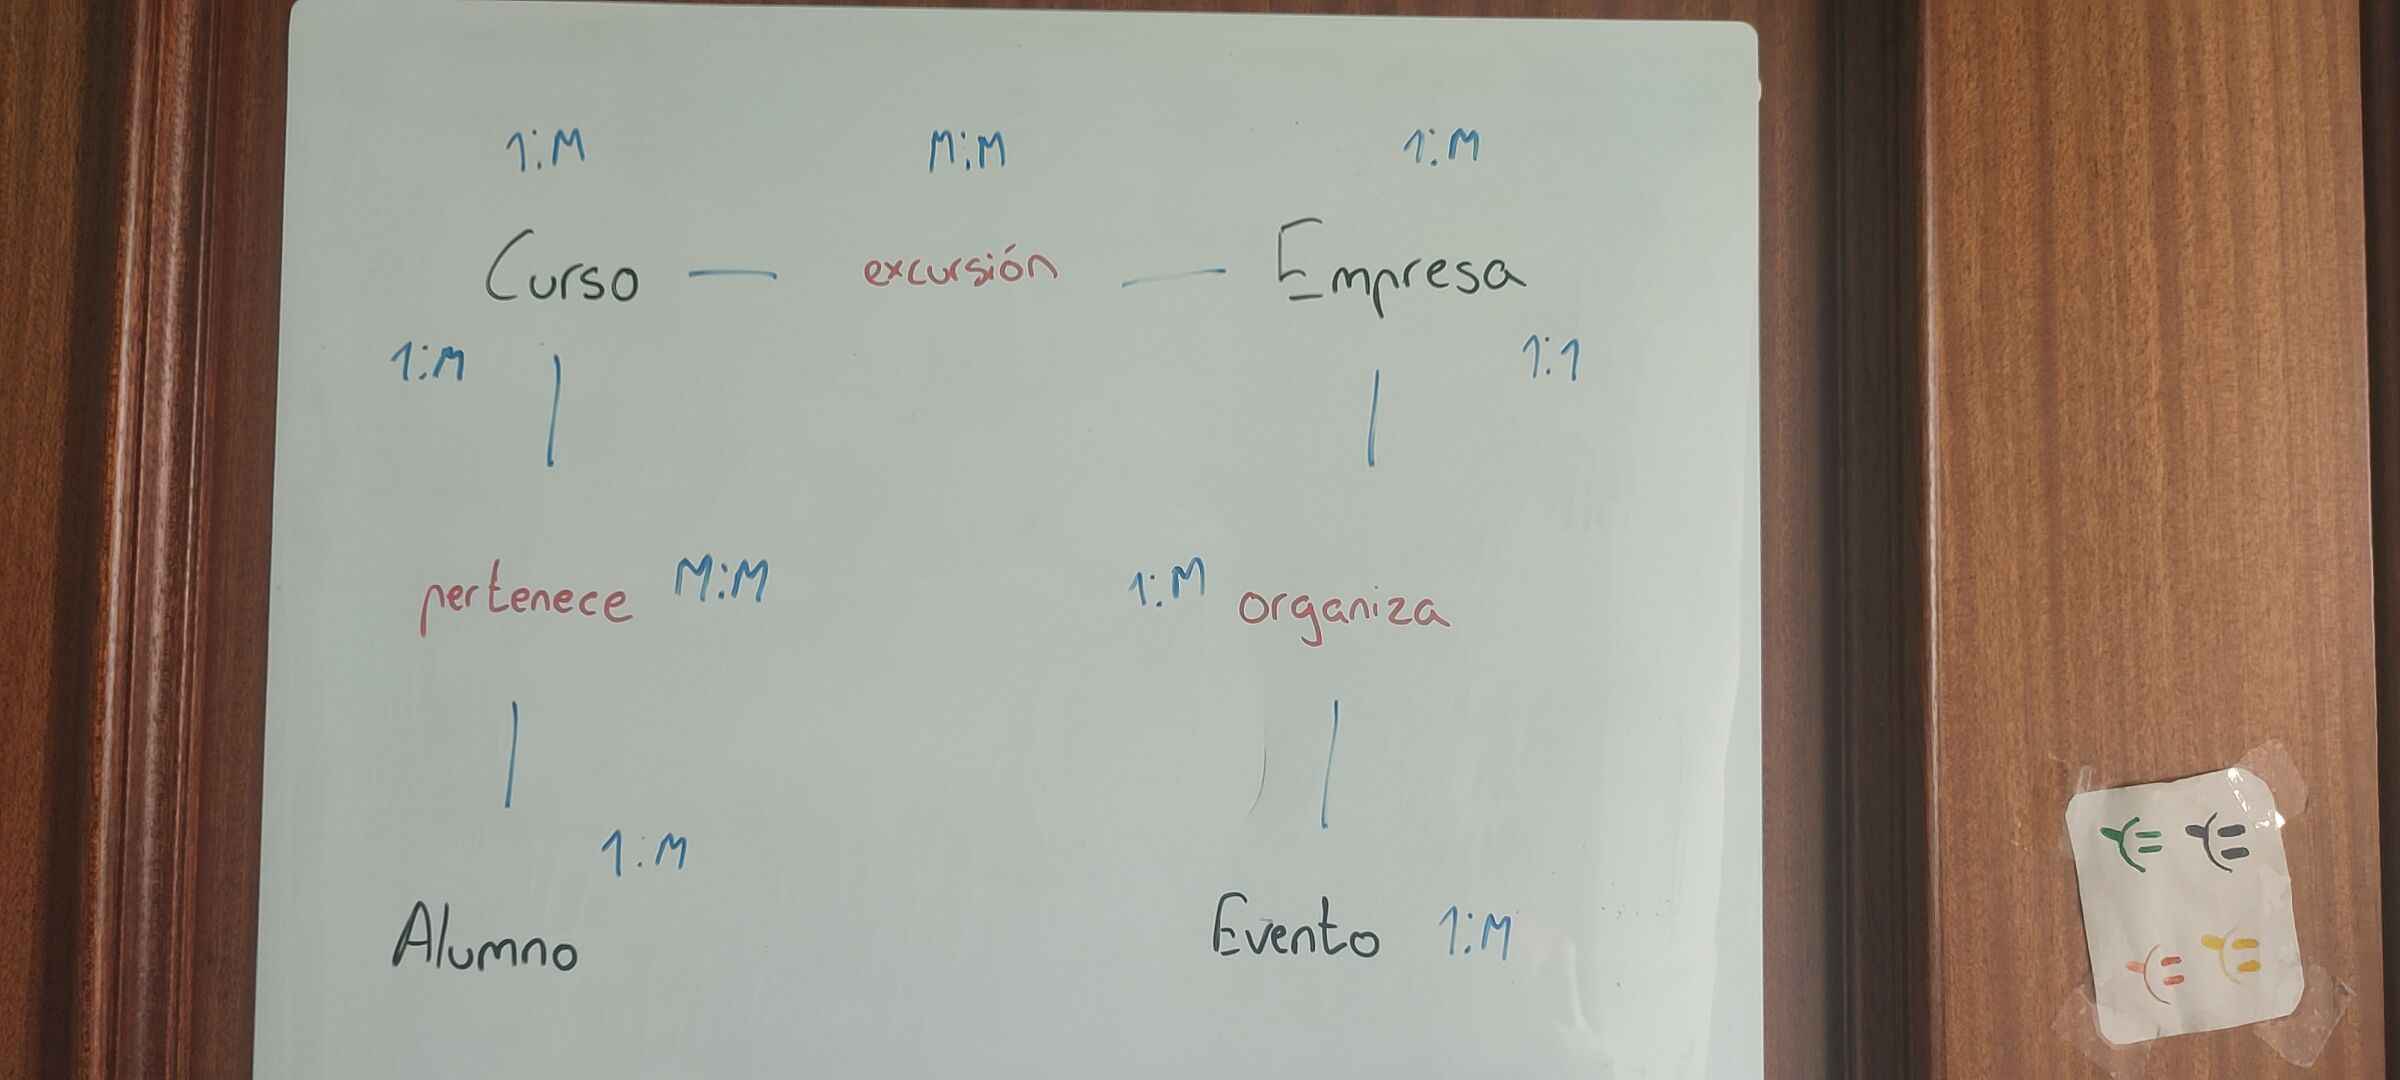 1:M M:M 1:M
Curso excursión Empresa
1:M 1:1
pertenece M:M 1:M organiza
1:M
Alumno Evento 1:M